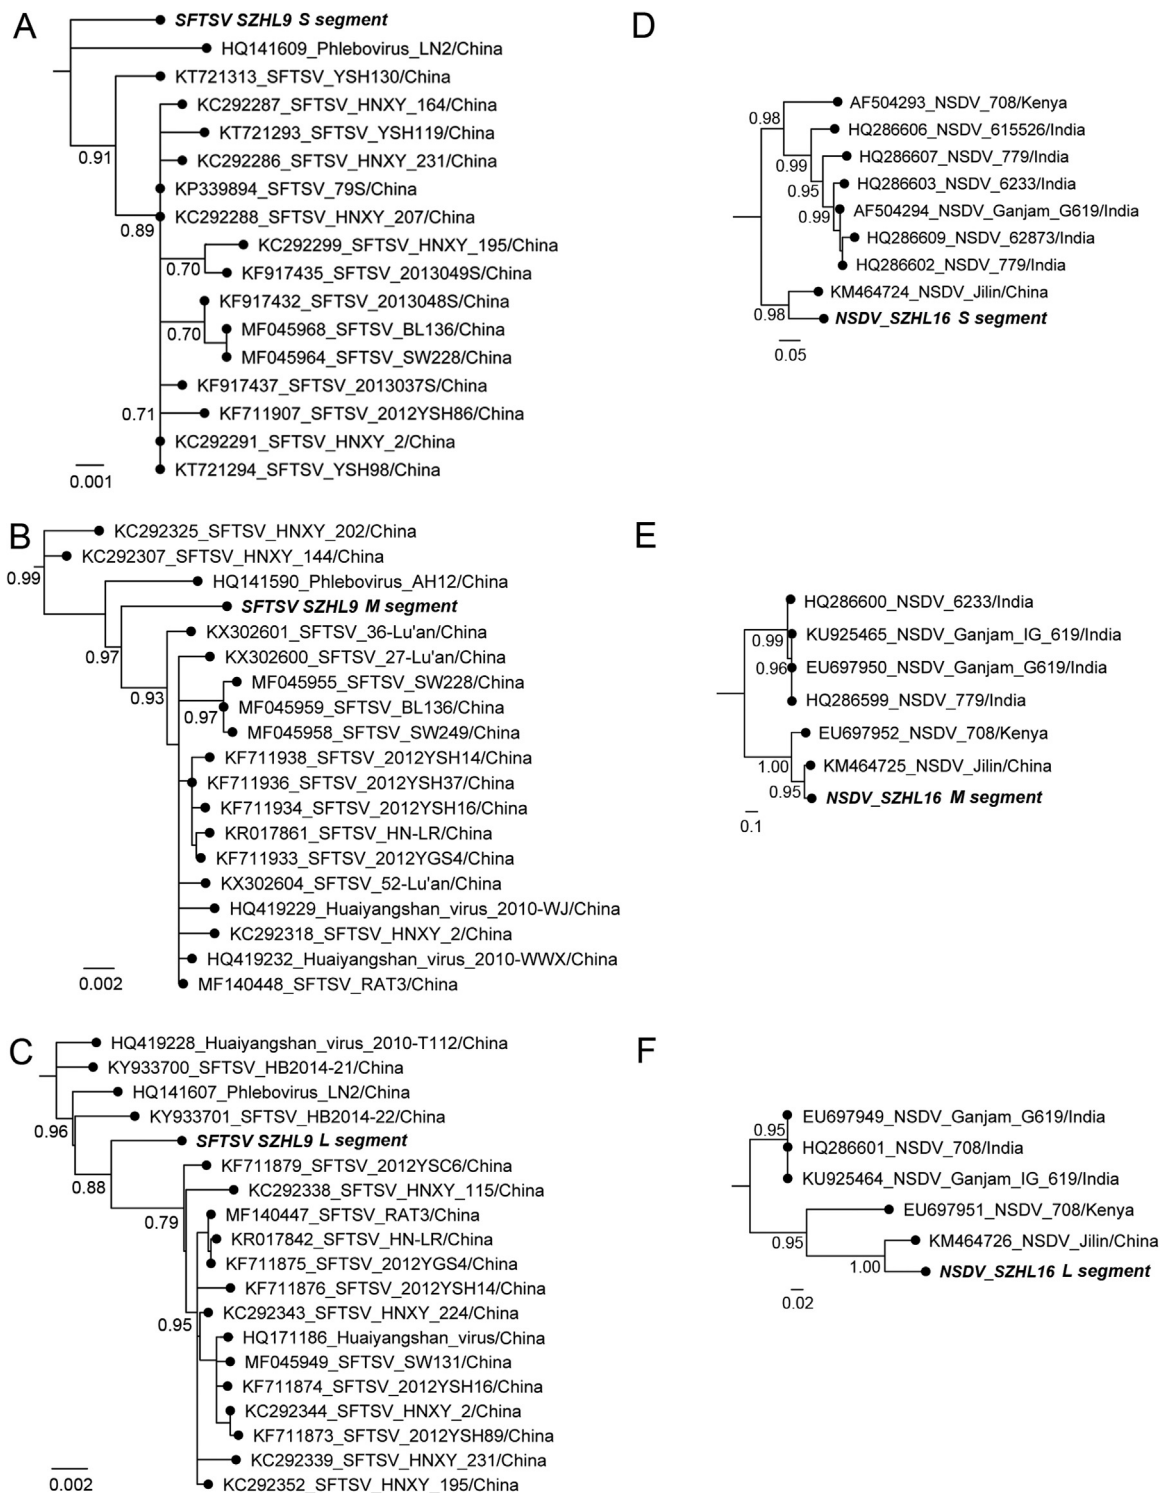 A
SFTSV SZHL9 S segment
HQ141609_Phlebovirus_LN2/China
KT721313_SFTSV_YSH130/China
KC292287_SFTSV_HNXY_164/China
KT721293_SFTSV_YSH119/China
0.91
KC292286_SFTSV_HNXY_231/China
KP339894_SFTSV_79S/China
KC292288_SFTSV_HNXY_207/China
0.89
KC292299_SFTSV_HNXY_195/China
0.70
KF917435_SFTSV_2013049S/China
KF917432_SFTSV_2013048S/China
0.70
MF045968_SFTSV_BL136/China
MF045964_SFTSV_SW228/China
KF917437_SFTSV_2013037S/China
0.71
KF711907_SFTSV_2012YSH86/China
KC292291_SFTSV_HNXY_2/China
KT721294_SFTSV_YSH98/China
0.001
B
KC292325_SFTSV_HNXY_202/China
KC292307_SFTSV_HNXY_144/China
0.99
HQ141590_Phlebovirus_AH12/China
SFTSV SZHL9 M segment
KX302601_SFTSV_36-Lu'an/China
0.97
KX302600_SFTSV_27-Lu'an/China
MF045955_SFTSV_SW228/China
0.93
MF045959_SFTSV_BL136/China
0.97
MF045958_SFTSV_SW249/China
KF711938_SFTSV_2012YSH14/China
KF711936_SFTSV_2012YSH37/China
KF711934_SFTSV_2012YSH16/China
KR017861_SFTSV_HN-LR/China
KF711933_SFTSV_2012YGS4/China
KX302604_SFTSV_52-Lu'an/China
HQ419229_Huaiyangshan_virus_2010-WJ/China
KC292318_SFTSV_HNXY_2/China
HQ419232_Huaiyangshan_virus_2010-WWX/China
MF140448_SFTSV_RAT3/China
0.002
C
HQ419228_Huaiyangshan_virus_2010-T112/China
KY933700_SFTSV_HB2014-21/China
HQ141607_Phlebovirus_LN2/China
KY933701_SFTSV_HB2014-22/China
0.96
SFTSV SZHL9 L segment
KF711879_SFTSV_2012YSC6/China
0.88
KC292338_SFTSV_HNXY_115/China
MF140447_SFTSV_RAT3/China
0.79
KR017842_SFTSV_HN-LR/China
KF711875_SFTSV_2012YGS4/China
KF711876_SFTSV_2012YSH14/China
KC292343_SFTSV_HNXY_224/China
0.95
HQ171186_Huaiyangshan_virus/China
MF045949_SFTSV_SW131/China
KF711874_SFTSV_2012YSH16/China
KC292344_SFTSV_HNXY_2/China
KF711873_SFTSV_2012YSH89/China
KC292339_SFTSV_HNXY_231/China
KC292352_SFTSV_HNXY_195/China
0.002
D
AF504293_NSDV_708/Kenya
0.98
HQ286606_NSDV_615526/India
HQ286607_NSDV_779/India
0.99
HQ286603_NSDV_6233/India
0.95
AF504294_NSDV_Ganjam_G619/India
0.99
HQ286609_NSDV_62873/India
HQ286602_NSDV_779/India
KM464724_NSDV_Jilin/China
0.98
NSDV_SZHL16 S segment
0.05
E
HQ286600_NSDV_6233/India
KU925465_NSDV_Ganjam_IG_619/India
0.99
EU697950_NSDV_Ganjam_G619/India
0.96
HQ286599_NSDV_779/India
EU697952_NSDV_708/Kenya
1.00
KM464725_NSDV_Jilin/China
0.95
NSDV_SZHL16 M segment
0.1
F
EU697949_NSDV_Ganjam_G619/India
0.95
HQ286601_NSDV_708/India
KU925464_NSDV_Ganjam_IG_619/India
EU697951_NSDV_708/Kenya
0.95
KM464726_NSDV_Jilin/China
1.00
NSDV_SZHL16 L segment
0.02